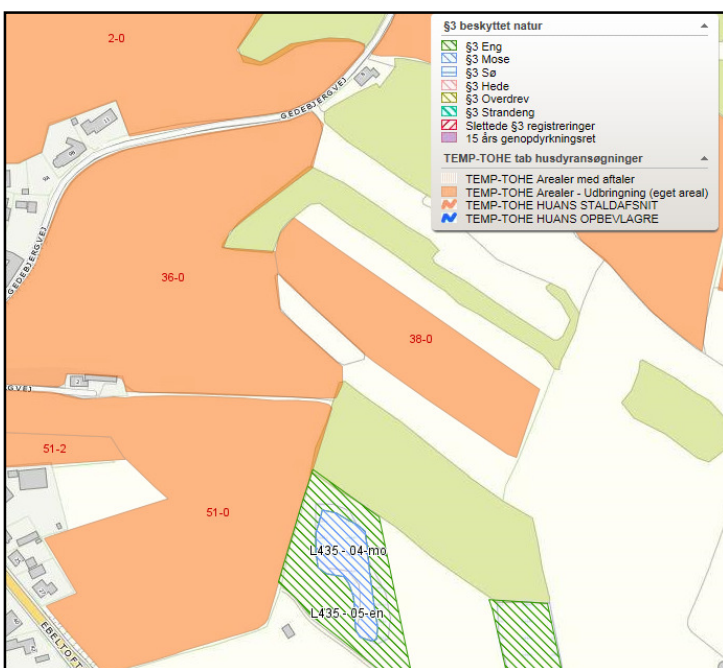 §3 beskyttet natur
§3 Eng
§3 Mose
§3 Sø
§3 Hede
§3 Overdrev
§3 Strandeng
Slettede §3 registreringer
15 års genopdyrkningsret
TEMP-TOHE tab husdyransøgninger
TEMP-TOHE Arealer med aftaler
TEMP-TOHE Arealer - Udbringning (eget areal)
TEMP-TOHE HUANS STALDAFSNIT
TEMP-TOHE HUANS OPBEVLAGRE
2-0
GEDEBJERGVEJ
GEDEBJERGVEJ
36-0
38-0
GVEJ
51-2
51-0
L435 - 04-mo
L435 - 05-en
EBELTOFT